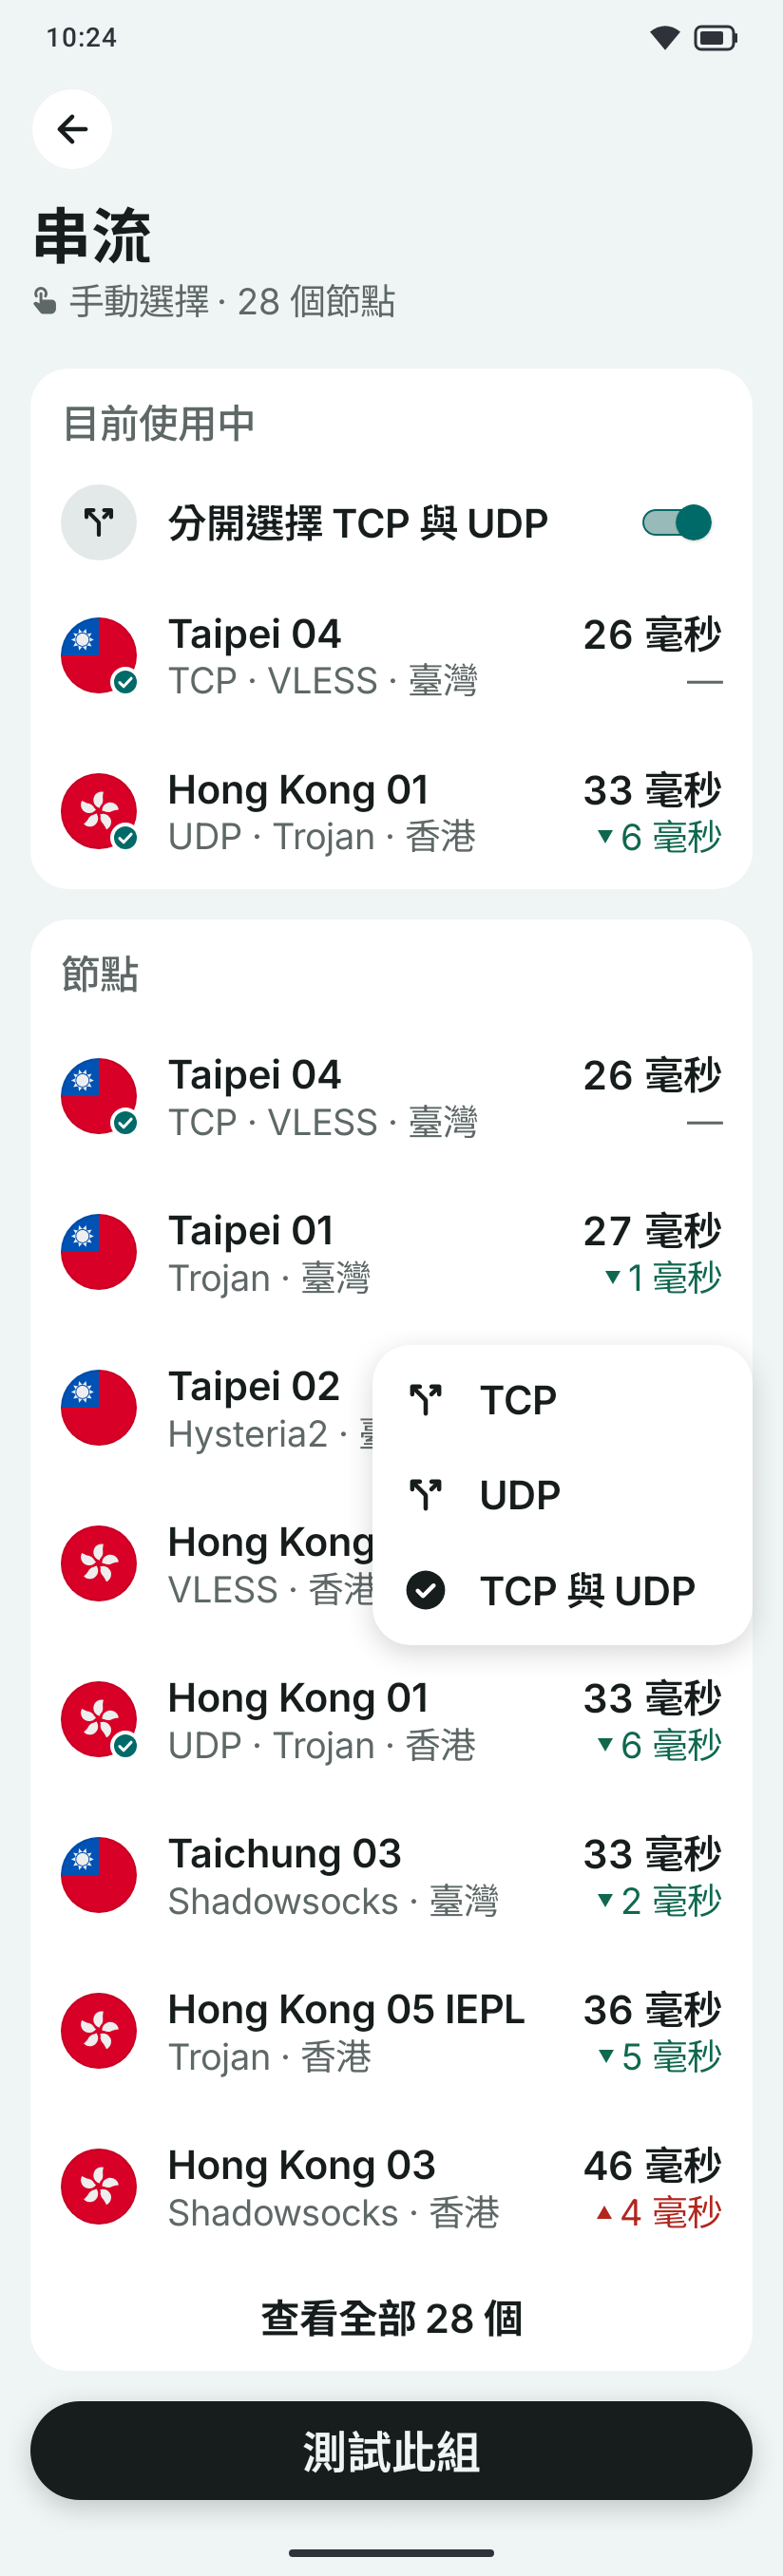 10:24
串流
手動選擇 · 28 個節點
目前使用中
分開選擇 TCP 與 UDP
Taipei 04
26 毫秒
TCP · VLESS · 臺灣
—
Hong Kong 01
33 毫秒
UDP · Trojan · 香港
▼6 毫秒
節點
Taipei 04
26 毫秒
TCP · VLESS · 臺灣
—
Taipei 01
27 毫秒
Trojan · 臺灣
▼1 毫秒
Taipei 02
Hysteria2 ·
TCP
UDP
TCP 與 UDP
Hong Kong
VLESS · 香港
Hong Kong 01
33 毫秒
UDP · Trojan · 香港
▼6 毫秒
Taichung 03
33 毫秒
Shadowsocks · 臺灣
▼2 毫秒
Hong Kong 05 IEPL
36 毫秒
Trojan · 香港
▼5 毫秒
Hong Kong 03
46 毫秒
Shadowsocks · 香港
▲4 毫秒
查看全部 28 個
測試此組